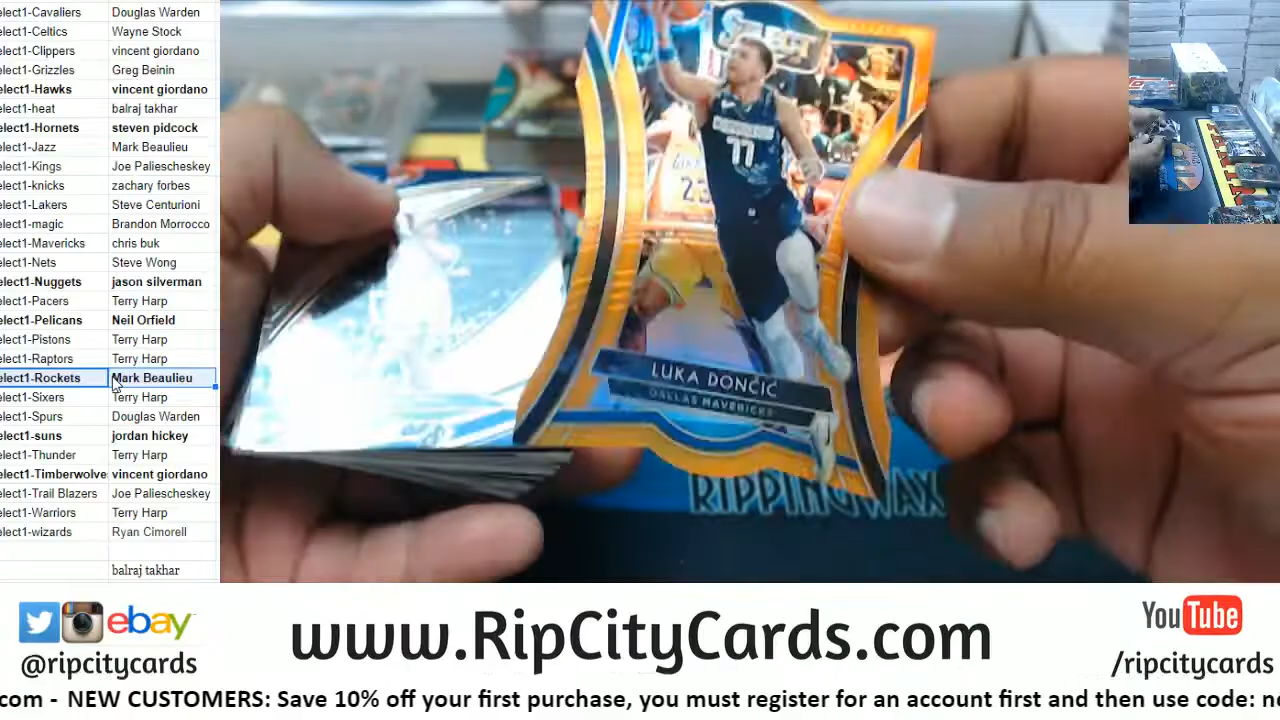 elect1-Cavaliers Douglas Warden
elect1-Celtics Wayne Stock
elect1-Clippers vincent giordano
elect1-Grizzles Greg Beinin
elect1-Hawks vincent giordano
elect1-heat balraj takhar
elect1-Hornets steven pidcock
elect1-Jazz Mark Beaulieu
elect1-Kings Joe Paliescheskey
elect1-knicks zachary forbes
elect1-Lakers Steve Centurioni
elect1-magic Brandon Morrocco
elect1-Mavericks chris buk
elect1-Nets Steve Wong
elect1-Nuggets jason silverman
elect1-Pacers Terry Harp
elect1-Pelicans Neil Orfield
elect1-Pistons Terry Harp
elect1-Raptors Terry Harp
elect1-Rockets Mark Beaulieu
elect1-Sixers Terry Harp
elect1-Spurs Douglas Warden
elect1-suns jordan hickey
elect1-Thunder Terry Harp
elect1-Timberwolve vincent giordano
elect1-Trail Blazers Joe Paliescheskey
elect1-Warriors Terry Harp
elect1-wizards Ryan Cimorell
balraj takhar
SELECT
77
23
LUKA DONČIĆ
DALLAS MAVERICKS
RIPPINGWAX
ebay
@ripcitycards
www.RipCityCards.com
YouTube
/ripcitycards
com - NEW CUSTOMERS: Save 10% off your first purchase, you must register for an account first and then use code: n